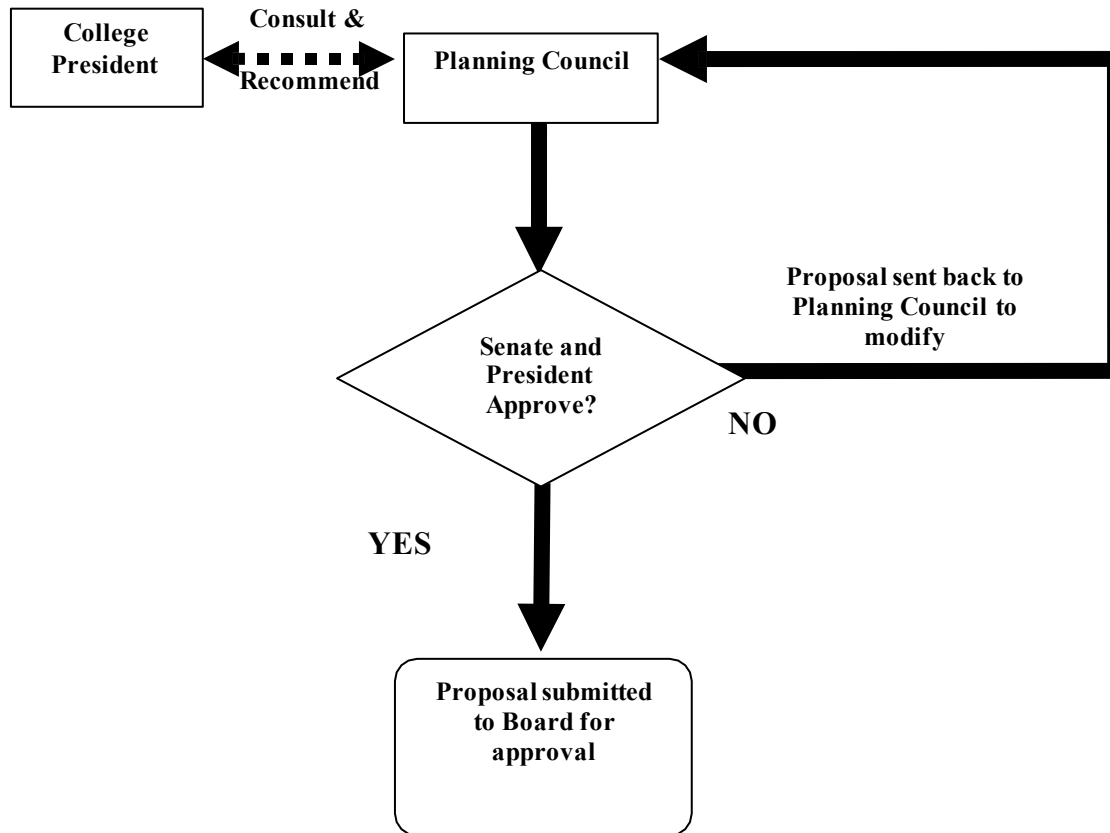 College
President
Consult &
Recommend
Planning Council
Proposal sent back to
Planning Council to
modify
Senate and
President
Approve?
NO
YES
Proposal submitted
to Board for
approval